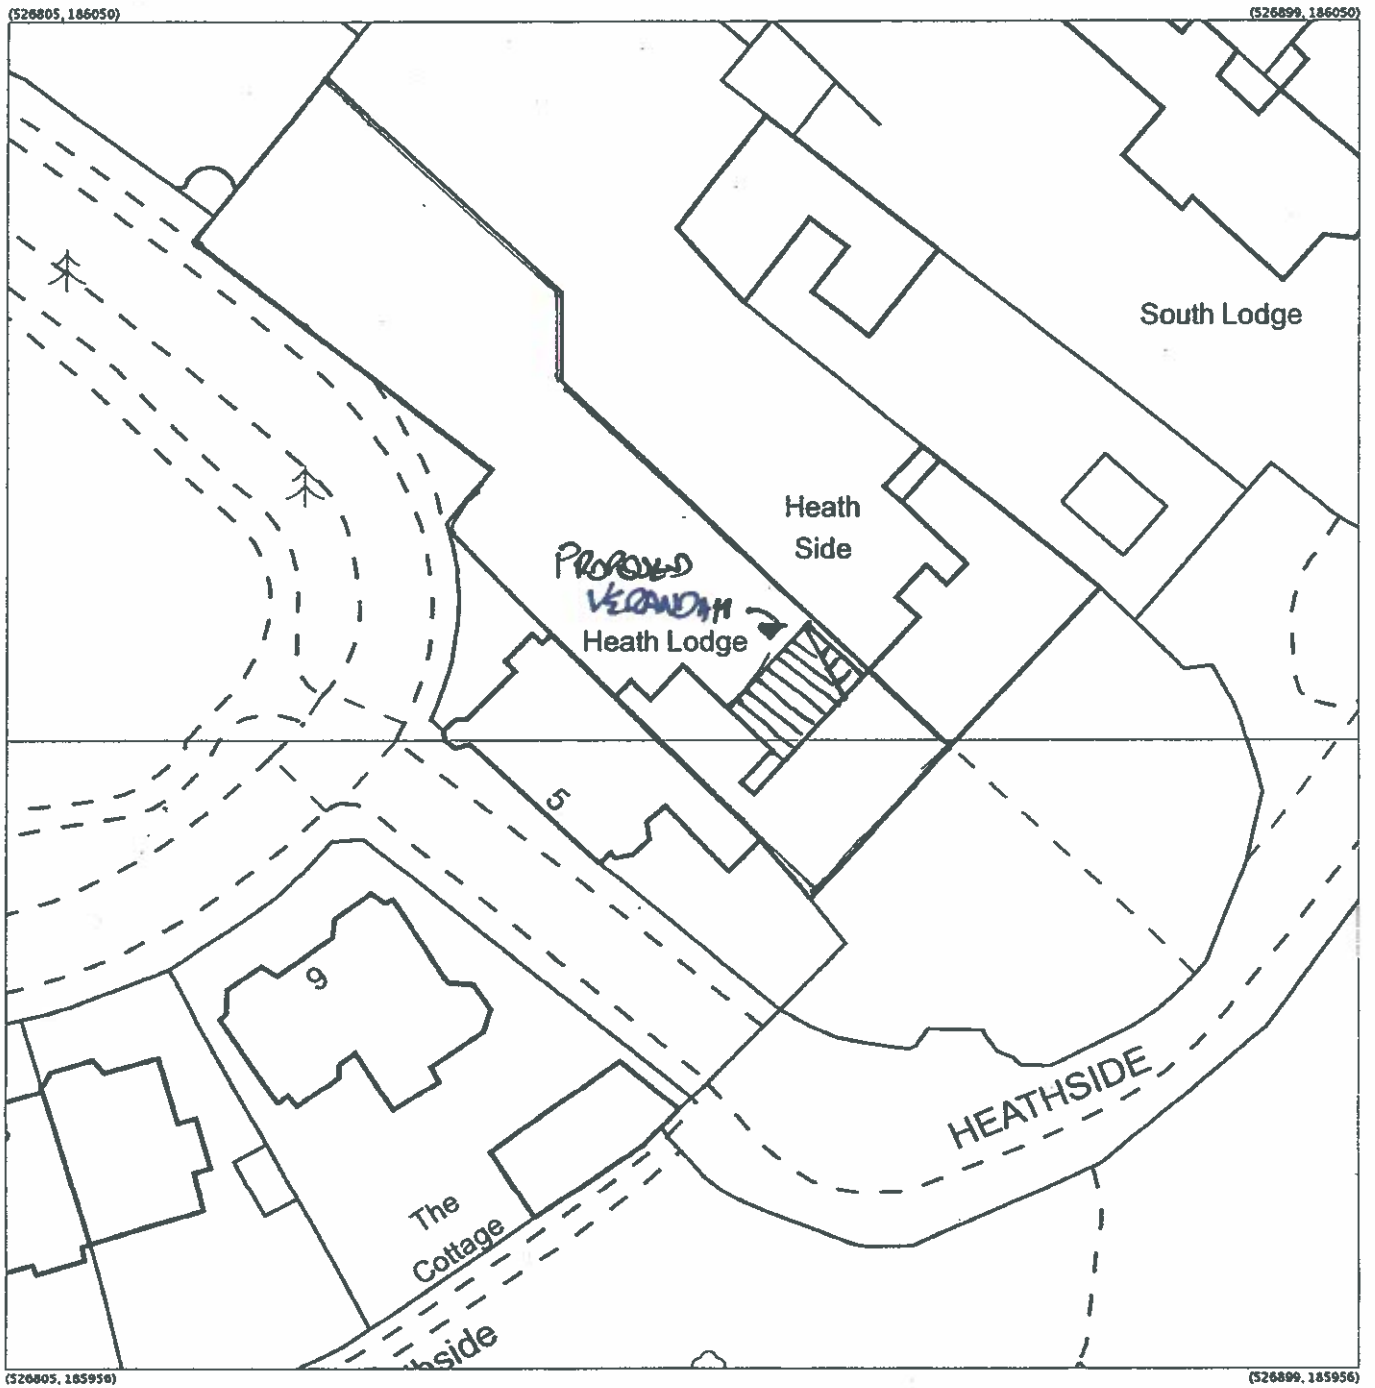 (526805, 186050)
(526899, 186050)
South Lodge
Heath
Side
PROPOSED
VERANDAH
Heath Lodge
5
9
HEATHSIDE
The
Cottage
hside
(526805, 185956)
(526899, 185956)